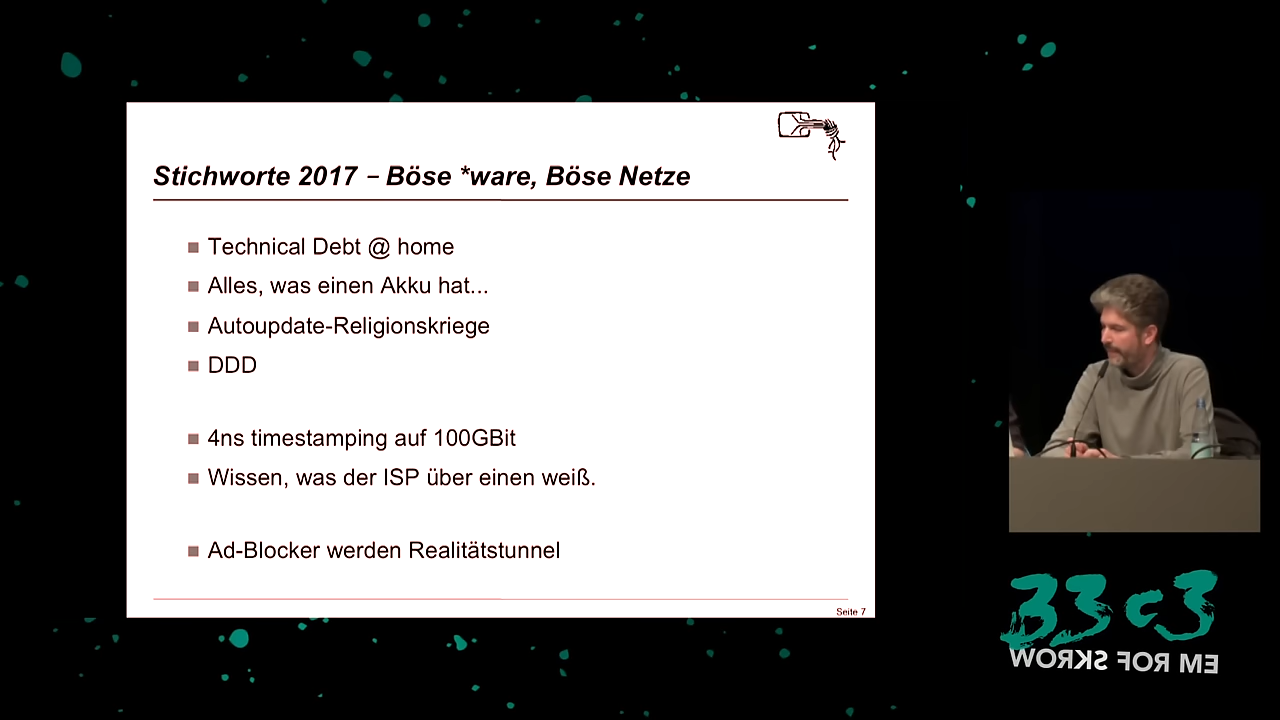 Stichworte 2017 – Böse *ware, Böse Netze
Technical Debt @ home
Alles, was einen Akku hat...
Autoupdate-Religionskriege
DDD
4ns timestamping auf 100GBit
Wissen, was der ISP über einen weiß.
Ad-Blocker werden Realitätstunnel
Seite 7
33c3
WORKS FOR ME